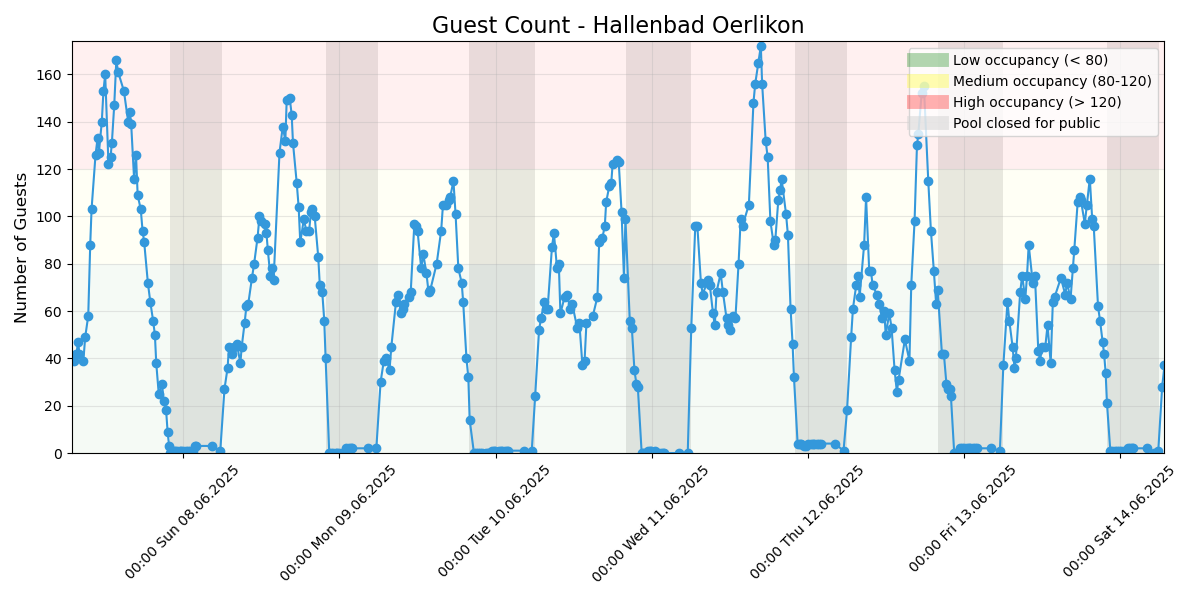 Guest Count - Hallenbad Oerlikon
Number of Guests
160
140
120
100
80
60
40
20
0
Low occupancy (< 80)
Medium occupancy (80-120)
High occupancy (> 120)
Pool closed for public
00:00 Sun 08.06.2025
00:00 Mon 09.06.2025
00:00 Tue 10.06.2025
00:00 Wed 11.06.2025
00:00 Thu 12.06.2025
00:00 Fri 13.06.2025
00:00 Sat 14.06.2025